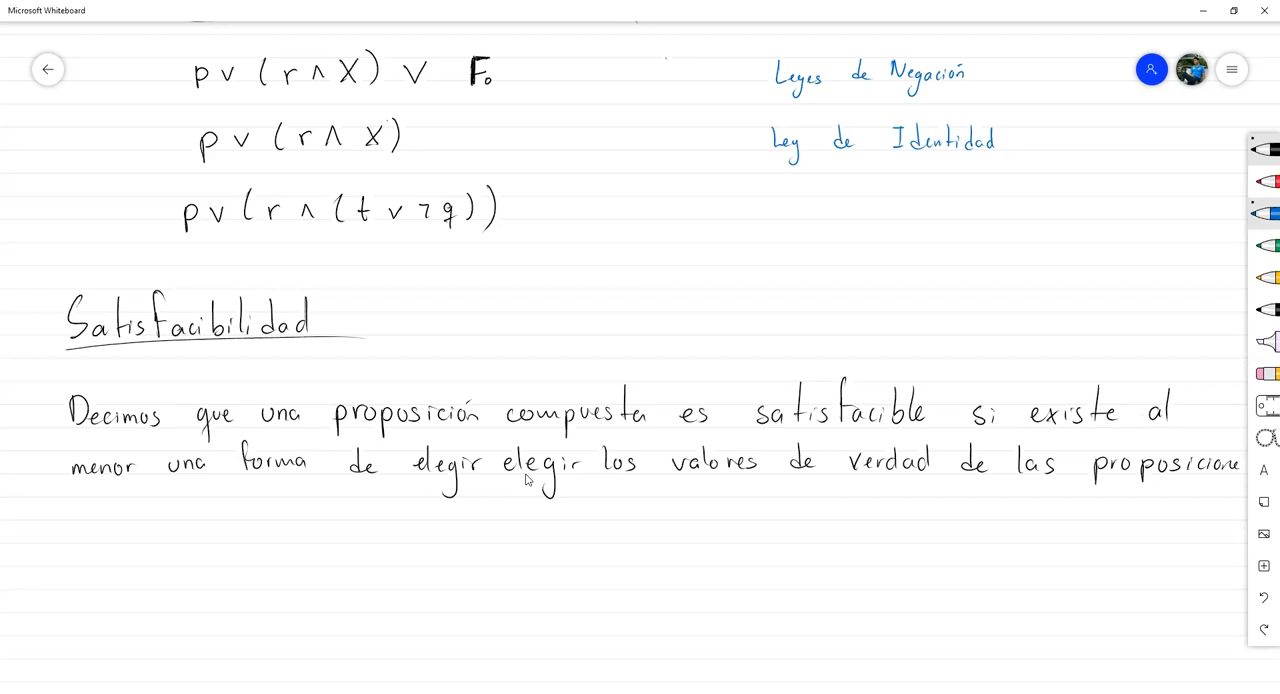 Microsoft Whiteboard
p v ( r ∧ X ) V F₀ Leyes de Negación
p v ( r ∧ X ) Ley de Identidad
p v ( r ∧ ( t v ¬ q ) )
Satisfacibilidad
Decimos que una proposición compuesta es satisfacible si existe al
menor una forma de elegir elegir los valores de verdad de las proposicione